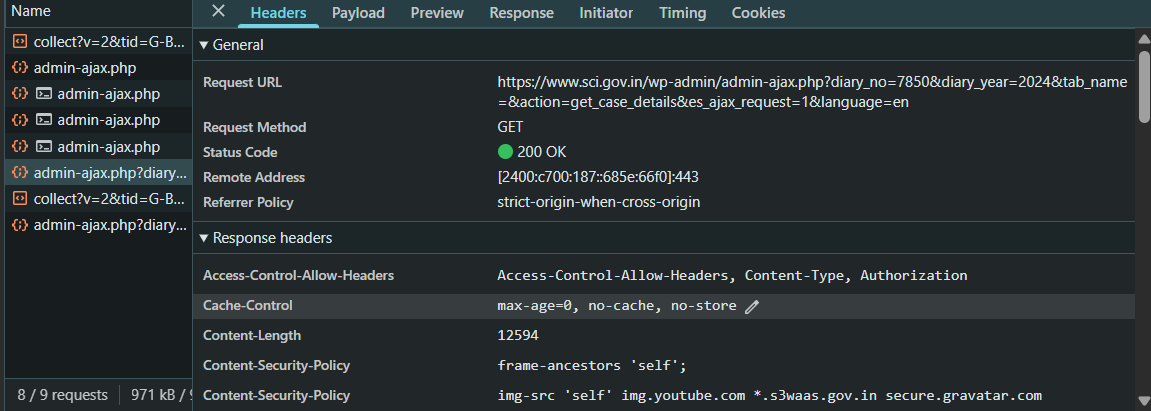 Name
Headers Payload Preview Response Initiator Timing Cookies
collect?v=2&tid=G-B...
admin-ajax.php
admin-ajax.php
admin-ajax.php
admin-ajax.php
admin-ajax.php?diary...
collect?v=2&tid=G-B...
admin-ajax.php?diary...
8 / 9 requests 971 kB / 9
General
Request URL https://www.sci.gov.in/wp-admin/admin-ajax.php?diary_no=7850&diary_year=2024&tab_name
=&action=get_case_details&es_ajax_request=1&language=en
Request Method GET
Status Code 200 OK
Remote Address [2400:c700:187::685e:66f0]:443
Referrer Policy strict-origin-when-cross-origin
Response headers
Access-Control-Allow-Headers Access-Control-Allow-Headers, Content-Type, Authorization
Cache-Control max-age=0, no-cache, no-store
Content-Length 12594
Content-Security-Policy frame-ancestors 'self';
Content-Security-Policy img-src 'self' img.youtube.com *.s3waas.gov.in secure.gravatar.com